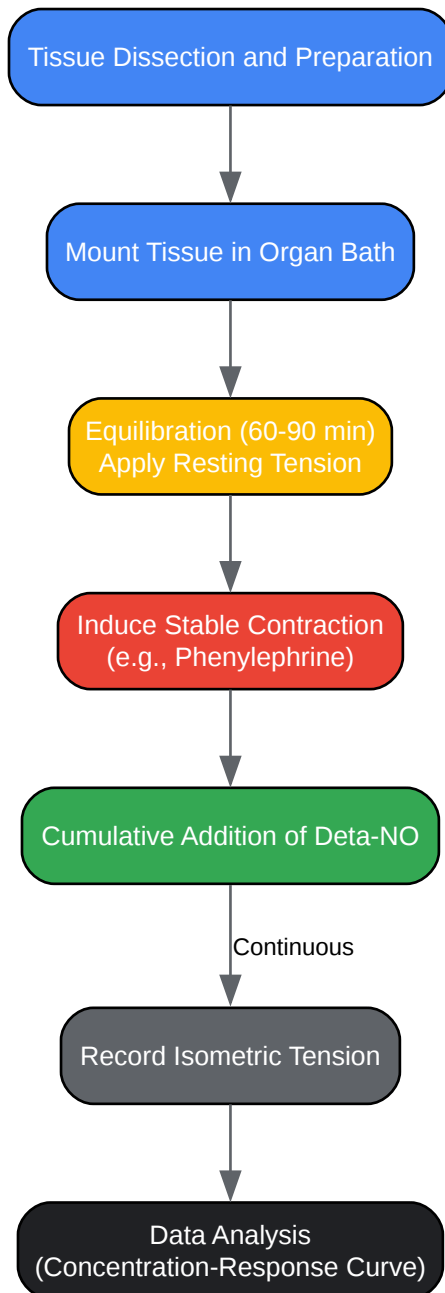 Tissue Dissection and Preparation
Mount Tissue in Organ Bath
Equilibration (60-90 min)
Apply Resting Tension
Induce Stable Contraction
(e.g., Phenylephrine)
Cumulative Addition of Deta-NO
Continuous
Record Isometric Tension
Data Analysis
(Concentration-Response Curve)